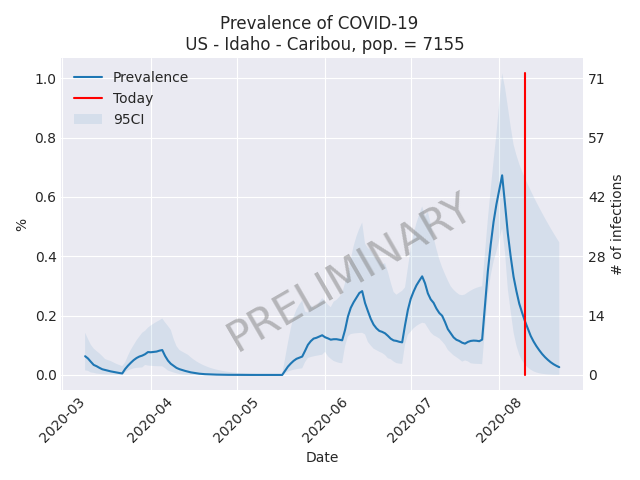 Prevalence of COVID-19
US - Idaho - Caribou, pop. = 7155
Prevalence
Today
95CI
PRELIMINARY
%
1.0
0.8
0.6
0.4
0.2
0.0
# of infections
71
57
42
28
14
0
2020-03
2020-04
2020-05
2020-06
2020-07
2020-08
Date